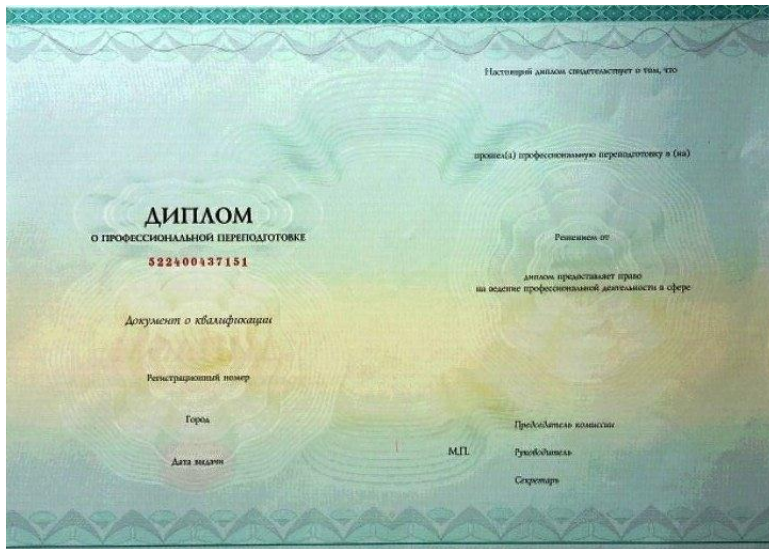 ДИПЛОМ
О ПРОФЕССИОНАЛЬНОЙ ПЕРЕПОДГОТОВКЕ
522400437151
Документ о квалификации
Регистрационный номер
Город
Дата выдачи
Настоящий диплом свидетельствует о том, что
прошел(а) профессиональную переподготовку в (на)
Решением от
диплом предоставляет право
на ведение профессиональной деятельности в сфере
Председатель комиссии
М.П.
Руководитель
Секретарь